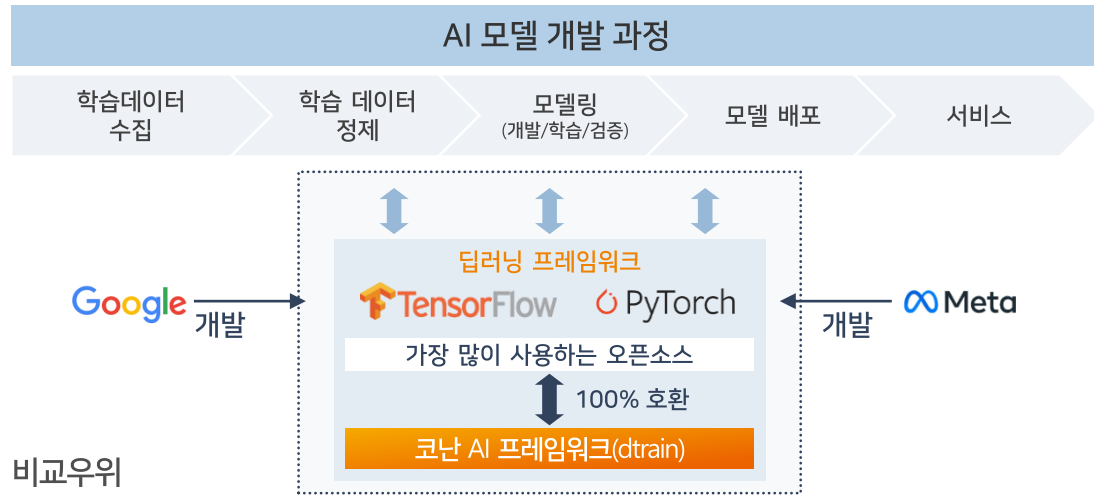 AI 모델 개발 과정
학습데이터
수집
학습 데이터
정제
모델링
(개발/학습/검증)
모델 배포
서비스
딥러닝 프레임워크
Google
개발
TensorFlow
PyTorch
Meta
개발
가장 많이 사용하는 오픈소스
100% 호환
코난 AI 프레임워크(dtrain)
비교우위